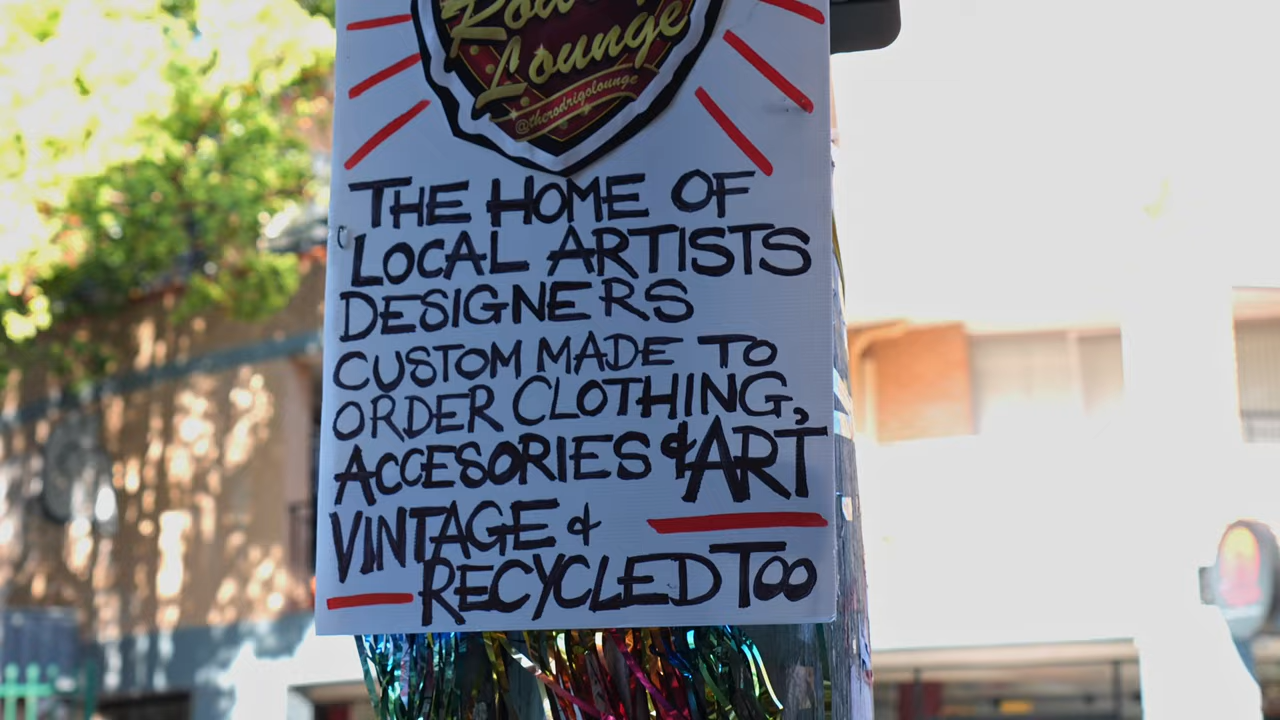 Lounge
@therodrigolounge
THE HOME OF
LOCAL ARTISTS
DESIGNERS
CUSTOM MADE TO
ORDER CLOTHING,
ACCESORIES & ART
VINTAGE &
RECYCLED TOO